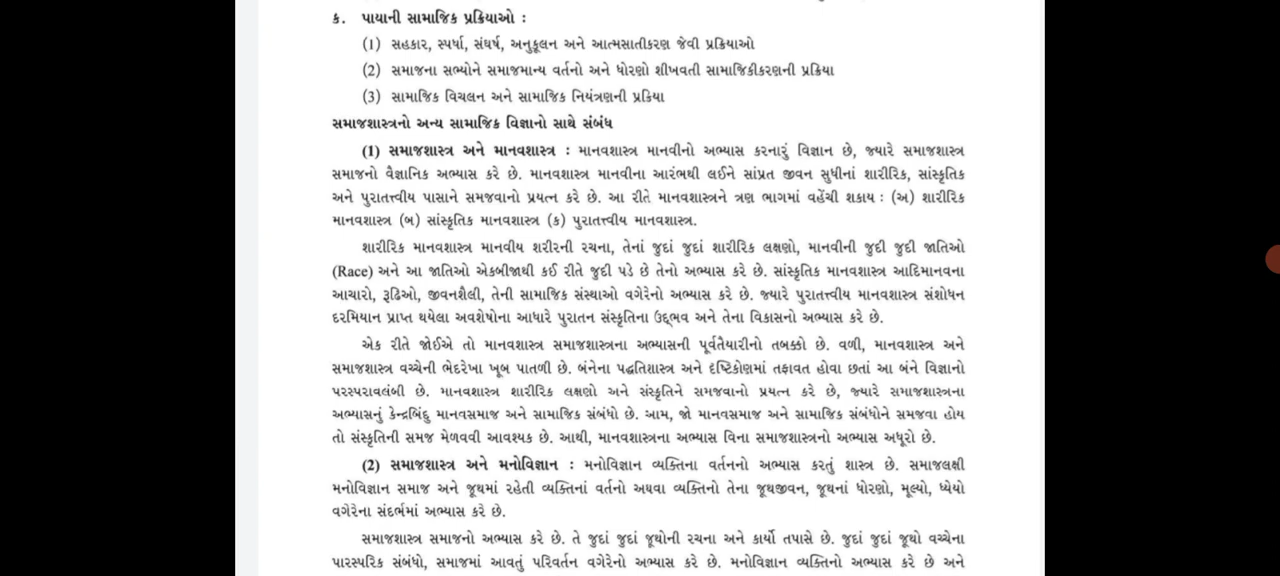 ક. પાયાની સામાજિક પ્રક્રિયાઓ :
(1) સહકાર, સ્પર્ધા, સંઘર્ષ, અનુકૂલન અને આત્મસાતીકરણ જેવી પ્રક્રિયાઓ
(2) સમાજના સભ્યોને સમાજમાન્ય વર્તનો અને ધોરણો શીખવતી સામાજિકીકરણની પ્રક્રિયા
(3) સામાજિક વિચલન અને સામાજિક નિયંત્રણની પ્રક્રિયા
સમાજશાસ્ત્રનો અન્ય સામાજિક વિજ્ઞાનો સાથે સંબંધ
(1) સમાજશાસ્ત્ર અને માનવશાસ્ત્ર : માનવશાસ્ત્ર માનવીનો અભ્યાસ કરનારું વિજ્ઞાન છે, જ્યારે સમાજશાસ્ત્ર
સમાજનો વૈજ્ઞાનિક અભ્યાસ કરે છે. માનવશાસ્ત્ર માનવીના આરંભથી લઈને સાંપ્રત જીવન સુધીનાં શારીરિક, સાંસ્કૃતિક
અને પુરાતત્ત્વીય પાસાને સમજવાનો પ્રયત્ન કરે છે. આ રીતે માનવશાસ્ત્રને ત્રણ ભાગમાં વહેંચી શકાય : (અ) શારીરિક
માનવશાસ્ત્ર (બ) સાંસ્કૃતિક માનવશાસ્ત્ર (ક) પુરાતત્ત્વીય માનવશાસ્ત્ર.
શારીરિક માનવશાસ્ત્ર માનવીય શરીરની રચના, તેનાં જુદાં જુદાં શારીરિક લક્ષણો, માનવીની જુદી જુદી જાતિઓ
(Race) અને આ જાતિઓ એકબીજાથી કઈ રીતે જુદી પડે છે તેનો અભ્યાસ કરે છે. સાંસ્કૃતિક માનવશાસ્ત્ર આદિમાનવના
આચારો, રૂઢિઓ, જીવનશૈલી, તેની સામાજિક સંસ્થાઓ વગેરેનો અભ્યાસ કરે છે. જ્યારે પુરાતત્ત્વીય માનવશાસ્ત્ર સંશોધન
દરમિયાન પ્રાપ્ત થયેલા અવશેષોના આધારે પુરાતન સંસ્કૃતિના ઉદ્ભવ અને તેના વિકાસનો અભ્યાસ કરે છે.
એક રીતે જોઈએ તો માનવશાસ્ત્ર સમાજશાસ્ત્રના અભ્યાસની પૂર્વતૈયારીનો તબક્કો છે. વળી, માનવશાસ્ત્ર અને
સમાજશાસ્ત્ર વચ્ચેની ભેદરેખા ખૂબ પાતળી છે. બંનેના પદ્ધતિશાસ્ત્ર અને દૃષ્ટિકોણમાં તફાવત હોવા છતાં આ બંને વિજ્ઞાનો
પરસ્પરાવલંબી છે. માનવશાસ્ત્ર શારીરિક લક્ષણો અને સંસ્કૃતિને સમજવાનો પ્રયત્ન કરે છે, જ્યારે સમાજશાસ્ત્રના
અભ્યાસનું કેન્દ્રબિંદુ માનવસમાજ અને સામાજિક સંબંધો છે. આમ, જો માનવસમાજ અને સામાજિક સંબંધોને સમજવા હોય
તો સંસ્કૃતિની સમજ મેળવવી આવશ્યક છે. આથી, માનવશાસ્ત્રના અભ્યાસ વિના સમાજશાસ્ત્રનો અભ્યાસ અધૂરો છે.
(2) સમાજશાસ્ત્ર અને મનોવિજ્ઞાન : મનોવિજ્ઞાન વ્યક્તિના વર્તનનો અભ્યાસ કરતું શાસ્ત્ર છે. સમાજલક્ષી
મનોવિજ્ઞાન સમાજ અને જૂથમાં રહેતી વ્યક્તિનાં વર્તનો અથવા વ્યક્તિનો તેના જૂથજીવન, જૂથનાં ધોરણો, મૂલ્યો, ધ્યેયો
વગેરેના સંદર્ભમાં અભ્યાસ કરે છે.
સમાજશાસ્ત્ર સમાજનો અભ્યાસ કરે છે. તે જુદાં જુદાં જૂથોની રચના અને કાર્યો તપાસે છે. જુદાં જુદાં જૂથો વચ્ચેના
પારસ્પરિક સંબંધો, સમાજમાં આવતું પરિવર્તન વગેરેનો અભ્યાસ કરે છે. મનોવિજ્ઞાન વ્યક્તિનો અભ્યાસ કરે છે અને